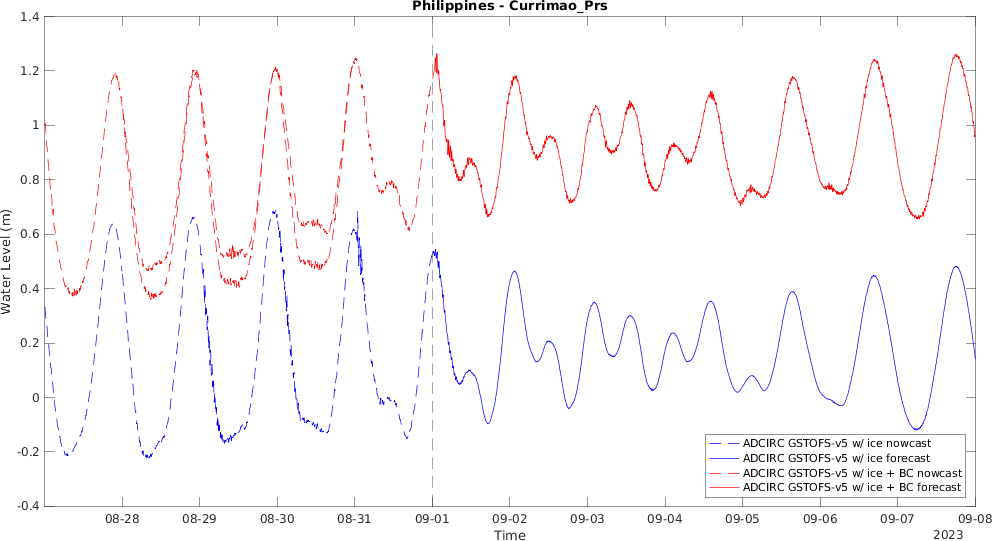 Philippines - Currimao_Prs
Water Level (m)
1.4
1.2
1
0.8
0.6
0.4
0.2
0
-0.2
-0.4
ADCIRC GSTOFS-v5 w/ ice nowcast
ADCIRC GSTOFS-v5 w/ ice forecast
ADCIRC GSTOFS-v5 w/ ice + BC nowcast
ADCIRC GSTOFS-v5 w/ ice + BC forecast
08-28 08-29 08-30 08-31 09-01 09-02 09-03 09-04 09-05 09-06 09-07 09-08
Time
2023